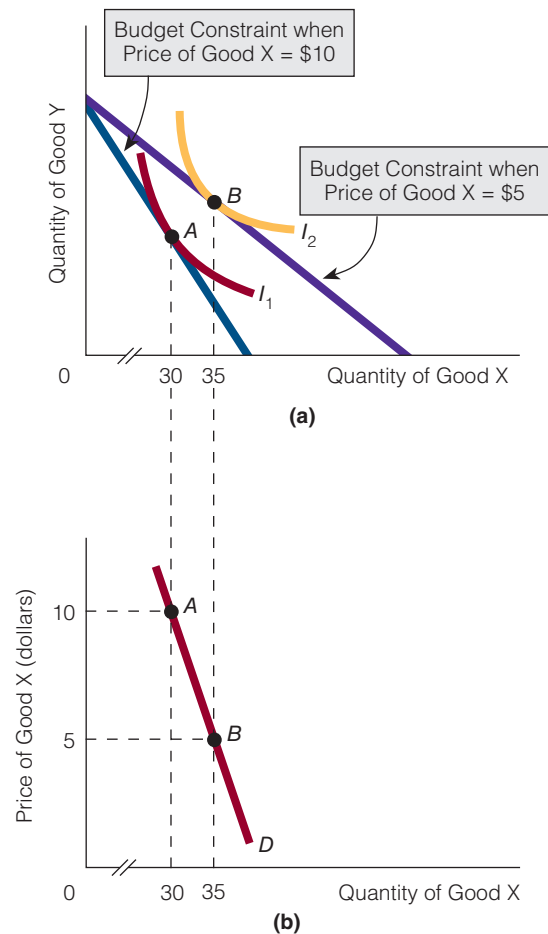 Budget Constraint when
Price of Good X = $10
Quantity of Good Y
Budget Constraint when
Price of Good X = $5
B
A
I2
I1
0
30
35
Quantity of Good X
(a)
Price of Good X (dollars)
10
A
5
B
D
0
30
35
Quantity of Good X
(b)